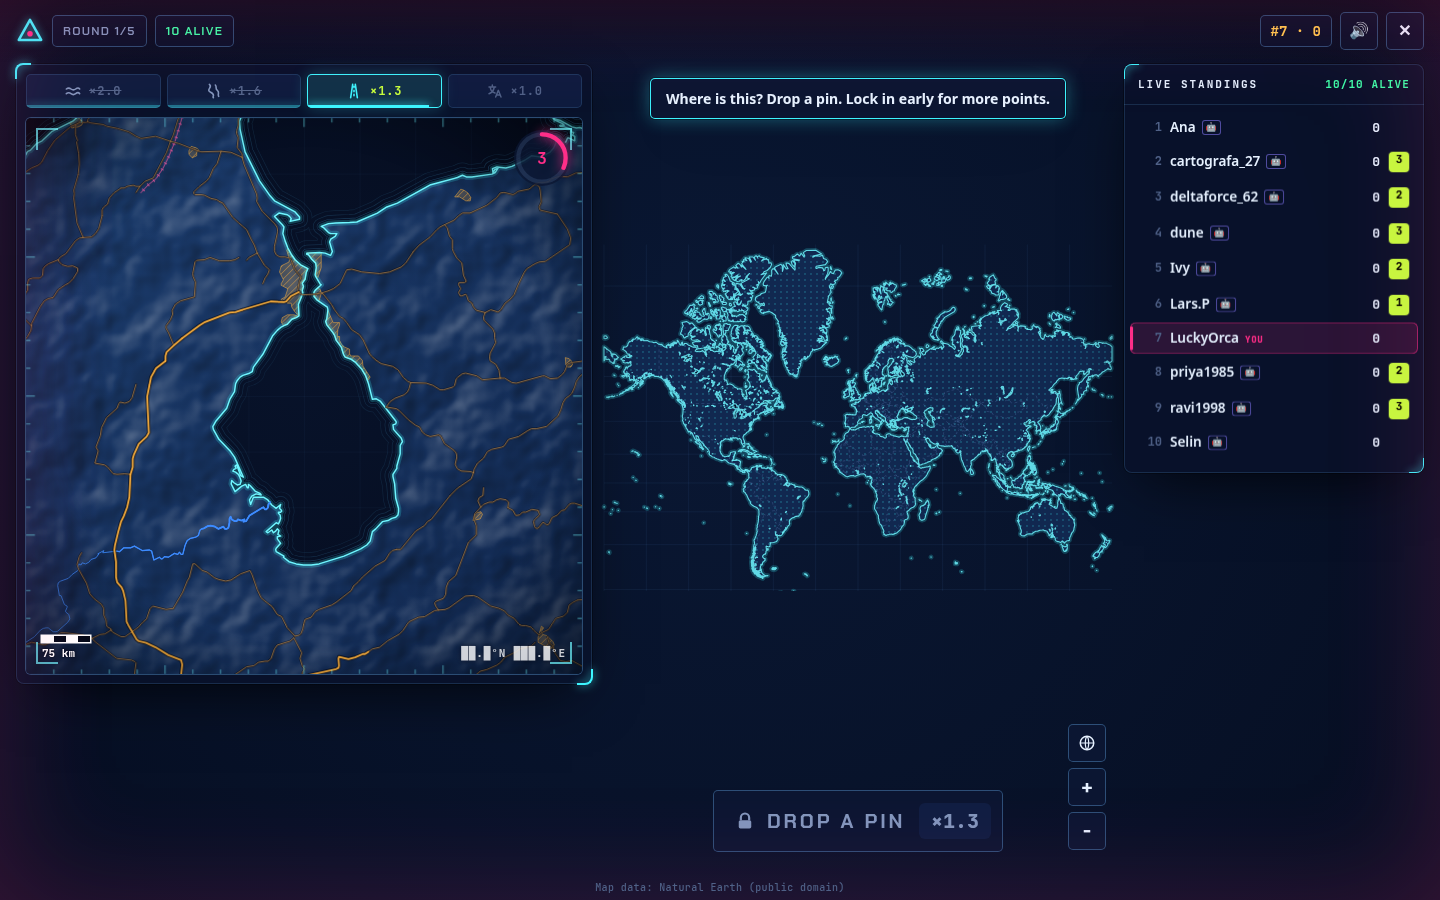 ROUND 1/5
10 ALIVE
#7 · 0
×2.0
×1.6
×1.3
×1.0
3
75 km
██.█°N ███.█°E
Where is this? Drop a pin. Lock in early for more points.
DROP A PIN ×1.3
+
-
LIVE STANDINGS 10/10 ALIVE
1 Ana 0
2 cartografa_27 0 3
3 deltaforce_62 0 2
4 dune 0 3
5 Ivy 0 2
6 Lars.P 0 1
7 LuckyOrca YOU 0
8 priya1985 0 2
9 ravi1998 0 3
10 Selin 0
Map data: Natural Earth (public domain)